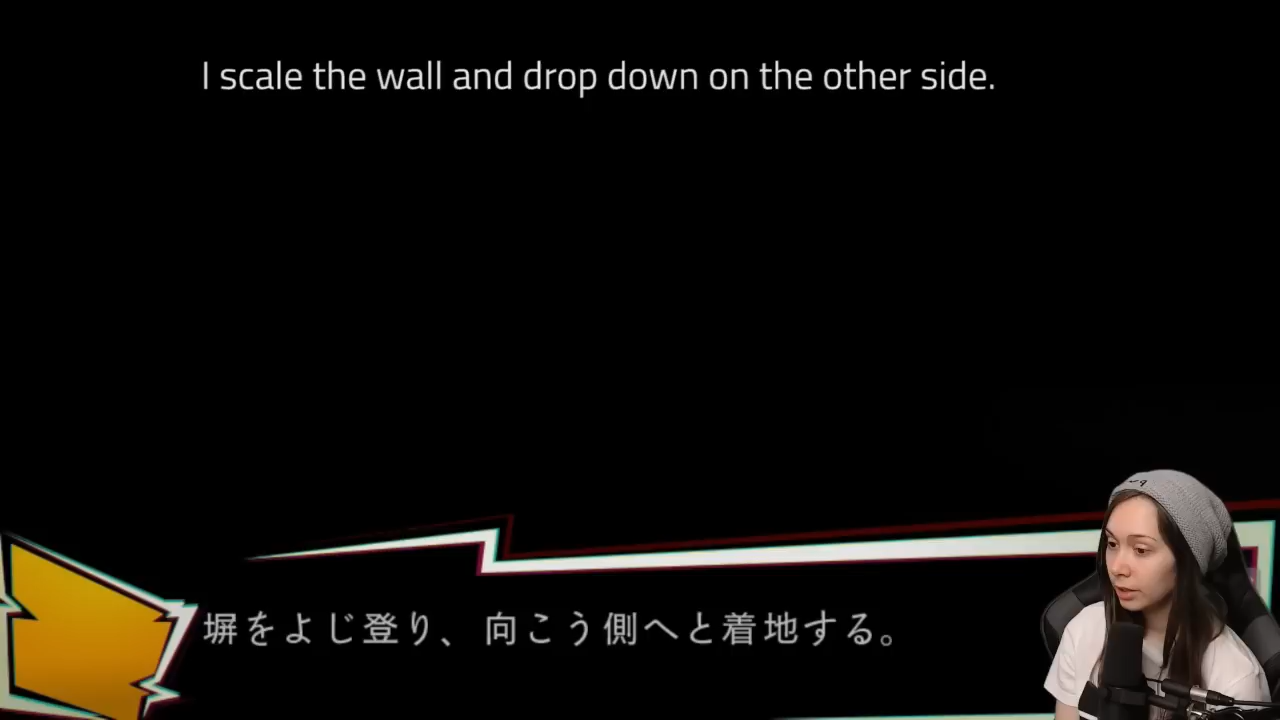 I scale the wall and drop down on the other side.
塀をよじ登り、向こう側へと着地する。